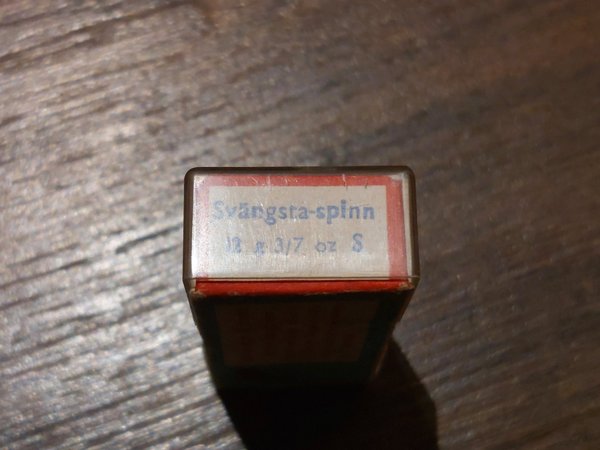 Svängsta-spinn
12 g 3/7 oz S